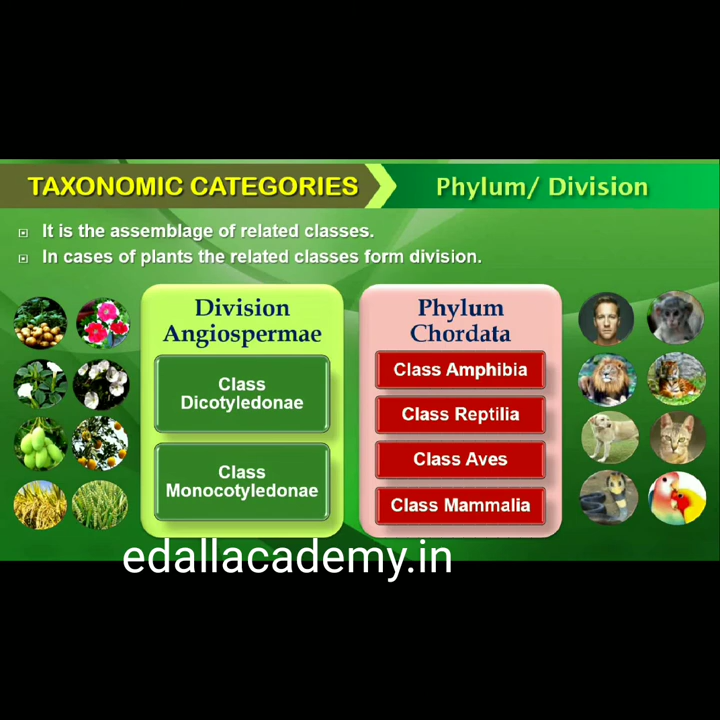 TAXONOMIC CATEGORIES
Phylum/ Division
It is the assemblage of related classes.
In cases of plants the related classes form division.
Division
Angiospermae
Class
Dicotyledonae
Class
Monocotyledonae
Phylum
Chordata
Class Amphibia
Class Reptilia
Class Aves
Class Mammalia
edallacademy.in